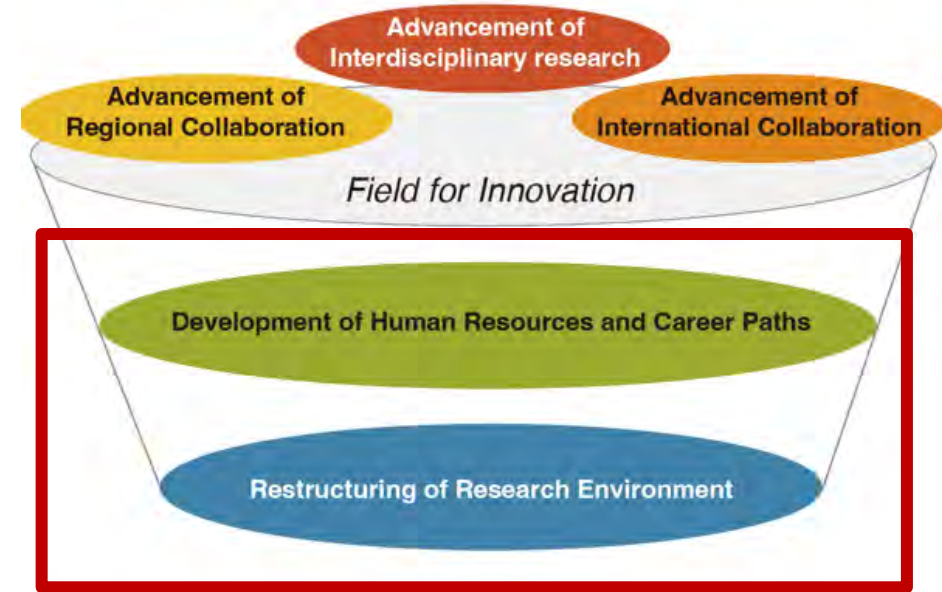 Advancement of
Interdisciplinary research
Advancement of
Regional Collaboration
Advancement of
International Collaboration
Field for Innovation
Development of Human Resources and Career Paths
Restructuring of Research Environment